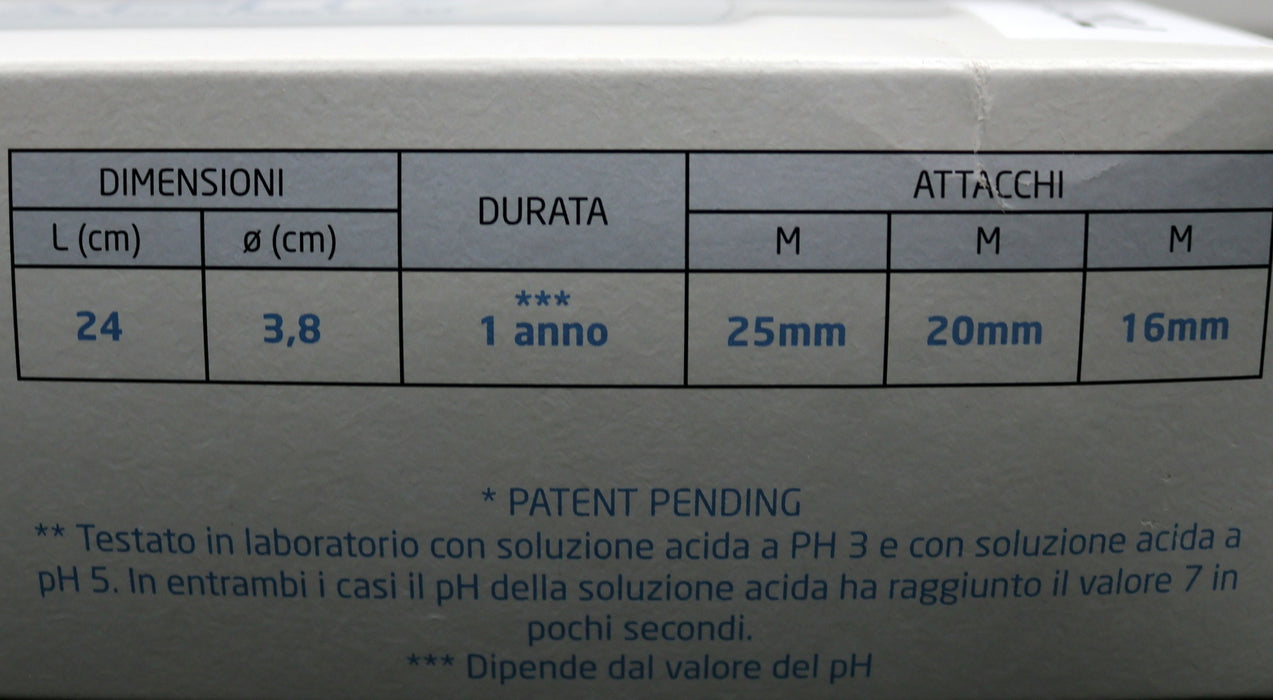 DIMENSIONI DURATA ATTACCHI
L (cm) ø (cm) M M M
24 3,8 *** 1 anno 25mm 20mm 16mm
* PATENT PENDING
** Testato in laboratorio con soluzione acida a PH 3 e con soluzione acida a
pH 5. In entrambi i casi il pH della soluzione acida ha raggiunto il valore 7 in
pochi secondi.
*** Dipende dal valore del pH